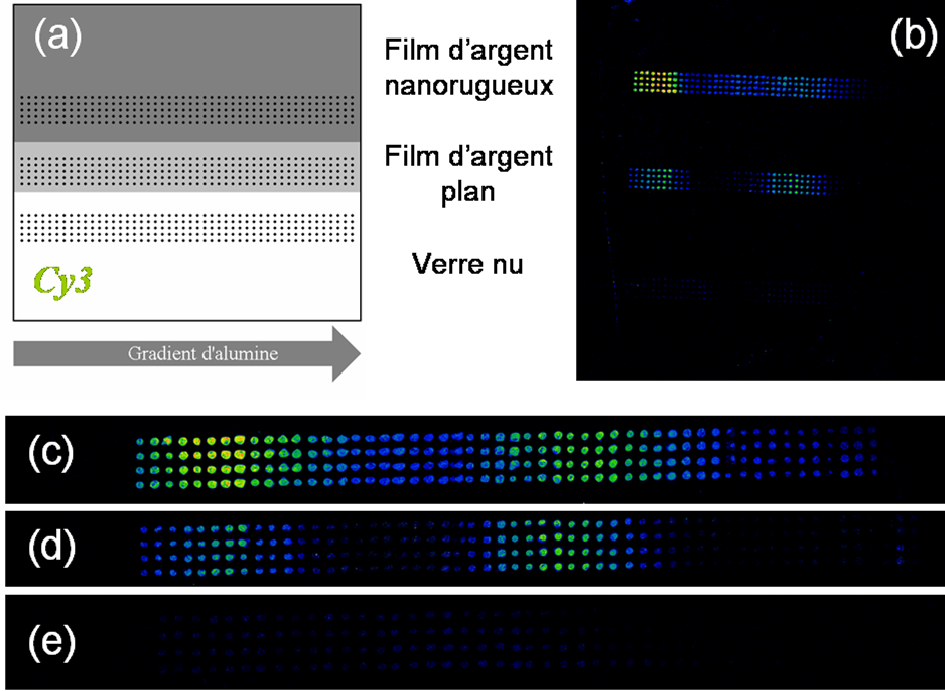 (a)
Film d'argent
nanorugueux
(b)
Film d'argent
plan
Verre nu
Cy3
Gradient d'alumine
(c)
(d)
(e)